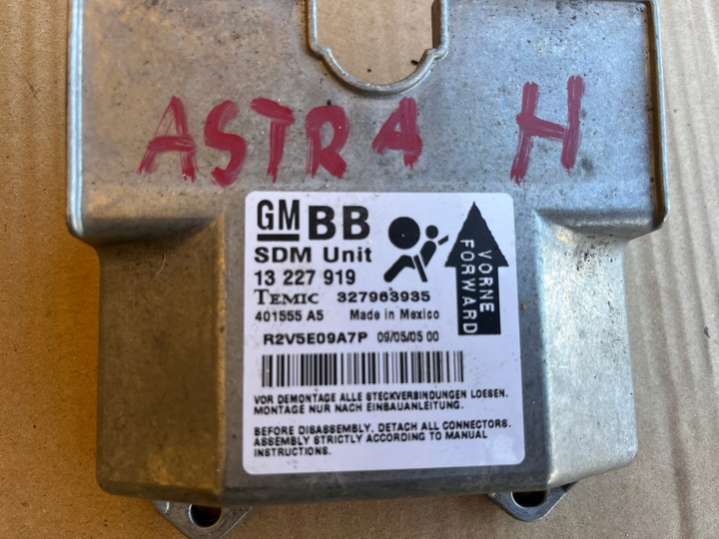 ASTRA H
GM BB
SDM Unit
13 227 919
TEMIC 327963935
401555 A5 Made in Mexico
R2V5E09A7P 09/05/05 00
VORNE
FORWARD
VOR DEMONTAGE ALLE STECKVERBINDUNGEN LOESEN.
MONTAGE NUR NACH EINBAUANLEITUNG.
BEFORE DISASSEMBLY, DETACH ALL CONNECTORS.
ASSEMBLY STRICTLY ACCORDING TO MANUAL
INSTRUCTIONS.